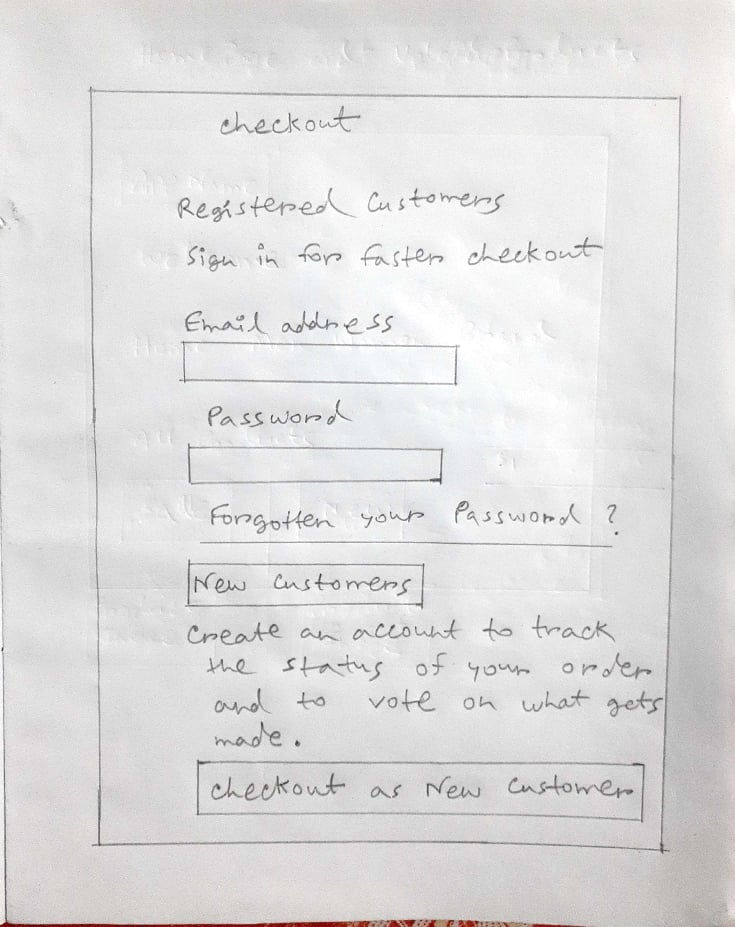 checkout
Registered Customers
Sign in for faster checkout
Email address
Password
Forgotten your Password ?
New Customers
Create an account to track
the status of your order
and to vote on what gets
made.
checkout as New Customer